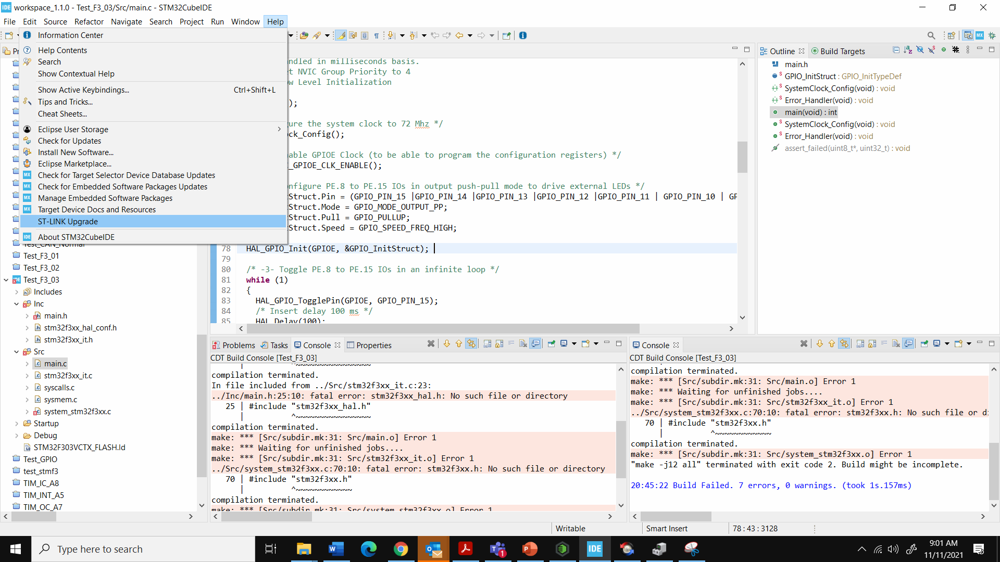 IDE workspace_1.1.0 - Test_F3_03/Src/main.c - STM32CubeIDE
File Edit Source Refactor Navigate Search Project Run Window Help
Information Center
Help Contents
Search
Show Contextual Help
Show Active Keybindings... Ctrl+Shift+L
Tips and Tricks...
Cheat Sheets...
Eclipse User Storage
Check for Updates
Install New Software...
Eclipse Marketplace...
MX Check for Target Selector Device Database Updates
MX Check for Embedded Software Packages Updates
MX Manage Embedded Software Packages
MX Target Device Docs and Resources
ST-LINK Upgrade
IDE About STM32CubeIDE
Test_CAN_Normal
Test_F3_01
Test_F3_02
Test_F3_03
Includes
Inc
main.h
stm32f3xx_hal_conf.h
stm32f3xx_it.h
Src
main.c
stm32f3xx_it.c
syscalls.c
sysmem.c
system_stm32f3xx.c
Startup
Debug
STM32F303VCTX_FLASH.ld
Test_GPIO
test_stmf3
TIM_IC_A8
TIM_INT_A5
TIM_OC_A7
ndled in milliseconds basis.
t NVIC Group Priority to 4
w Level Initialization
);
ure the system clock to 72 Mhz */
ck_Config();
able GPIOE Clock (to be able to program the configuration registers) */
_GPIOE_CLK_ENABLE();
nfigure PE.8 to PE.15 IOs in output push-pull mode to drive external LEDs */
Struct.Pin = (GPIO_PIN_15 |GPIO_PIN_14 |GPIO_PIN_13 |GPIO_PIN_12 |GPIO_PIN_11 | GPIO_PIN_10 | GP
Struct.Mode = GPIO_MODE_OUTPUT_PP;
Struct.Pull = GPIO_PULLUP;
Struct.Speed = GPIO_SPEED_FREQ_HIGH;
78 HAL_GPIO_Init(GPIOE, &GPIO_InitStruct);
79
80 /* -3- Toggle PE.8 to PE.15 IOs in an infinite loop */
81 while (1)
82 {
83 HAL_GPIO_TogglePin(GPIOE, GPIO_PIN_15);
84 /* Insert delay 100 ms */
85 HAL_Delay(100);
Outline Build Targets
main.h
GPIO_InitStruct : GPIO_InitTypeDef
SystemClock_Config(void) : void
Error_Handler(void) : void
main(void) : int
SystemClock_Config(void) : void
Error_Handler(void) : void
assert_failed(uint8_t*, uint32_t) : void
Problems Tasks Console Properties
CDT Build Console [Test_F3_03]
| ^~~~~~~~~~~~~~~~~
compilation terminated.
In file included from ../Src/stm32f3xx_it.c:23:
../Inc/main.h:25:10: fatal error: stm32f3xx_hal.h: No such file or directory
25 | #include "stm32f3xx_hal.h"
| ^~~~~~~~~~~~~~~~~
compilation terminated.
make: *** [Src/subdir.mk:31: Src/main.o] Error 1
make: *** Waiting for unfinished jobs....
make: *** [Src/subdir.mk:31: Src/stm32f3xx_it.o] Error 1
../Src/system_stm32f3xx.c:70:10: fatal error: stm32f3xx.h: No such file or directory
70 | #include "stm32f3xx.h"
| ^~~~~~~~~~~~~
compilation terminated.
make: *** [Src/subdir.mk:31: Src/system_stm32f3xx.o] Error 1
Console
CDT Build Console [Test_F3_03]
compilation terminated.
make: *** [Src/subdir.mk:31: Src/main.o] Error 1
make: *** Waiting for unfinished jobs....
make: *** [Src/subdir.mk:31: Src/stm32f3xx_it.o] Error 1
../Src/system_stm32f3xx.c:70:10: fatal error: stm32f3xx.h: No such file or di
70 | #include "stm32f3xx.h"
| ^~~~~~~~~~~~~
compilation terminated.
make: *** [Src/subdir.mk:31: Src/system_stm32f3xx.o] Error 1
"make -j12 all" terminated with exit code 2. Build might be incomplete.
20:45:22 Build Failed. 7 errors, 0 warnings. (took 1s.157ms)
Writable Smart Insert 78 : 43 : 3128
Type here to search
9:01 AM
11/11/2021